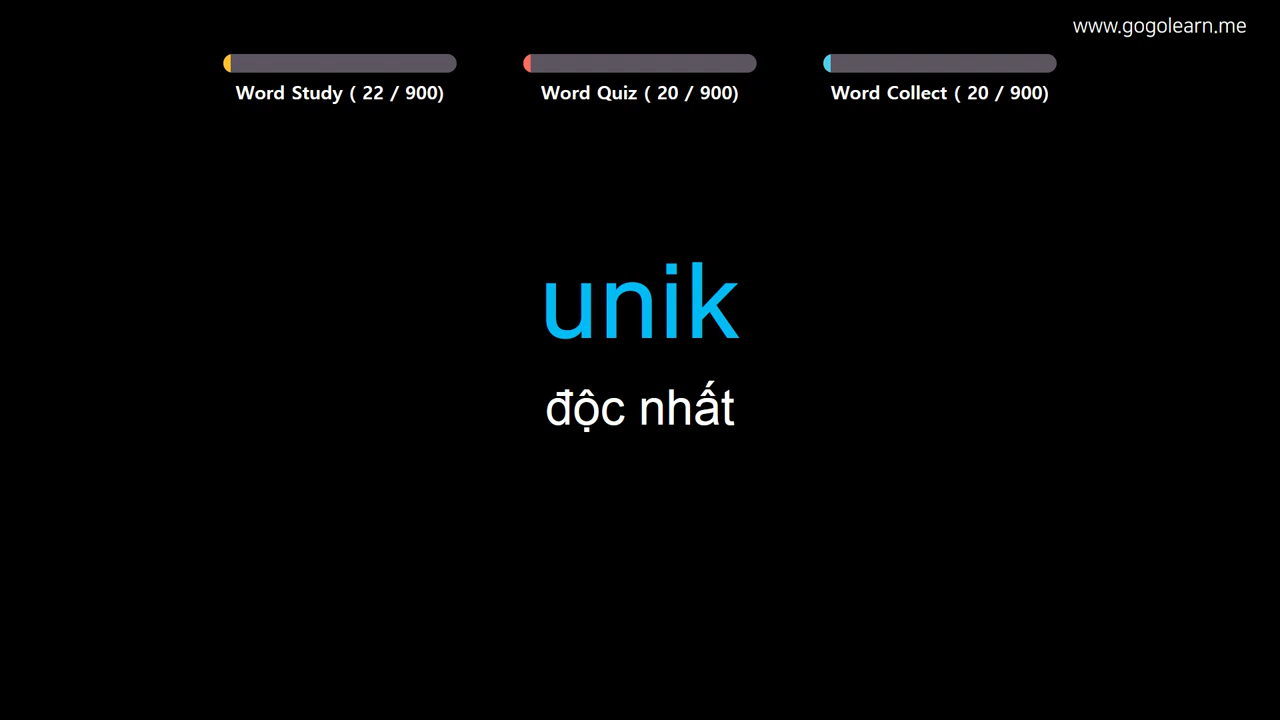 www.gogolearn.me
Word Study ( 22 / 900)
Word Quiz ( 20 / 900)
Word Collect ( 20 / 900)
unik
độc nhất